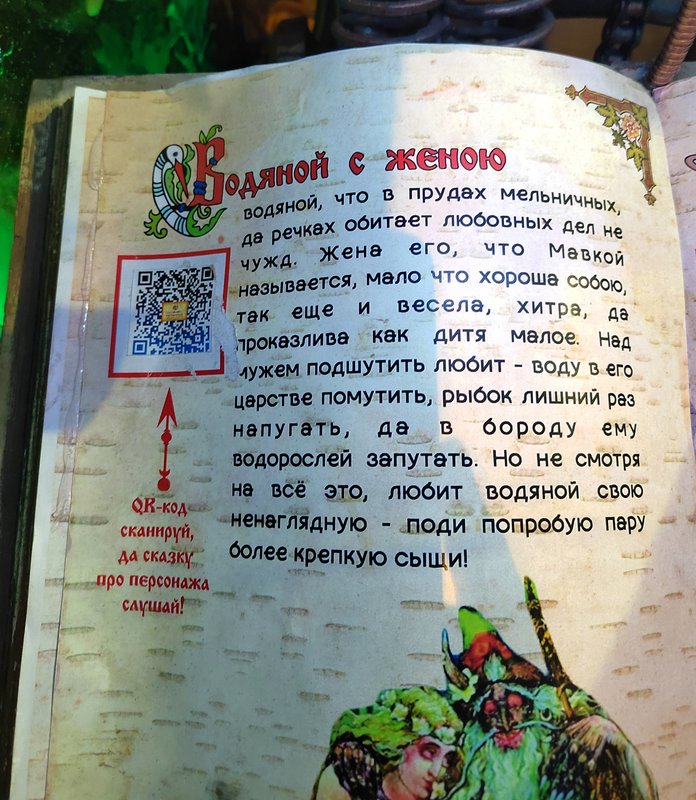 Водяной с женою
водяной, что в прудах мельничных,
да речках обитает любовных дел не
чужд. Жена его, что Мавкой
называется, мало что хороша собою,
так еще и весела, хитра, да
проказлива как дитя малое. Над
мужем подшутить любит - воду в его
царстве помутить, рыбок лишний раз
напугать, да в бороду ему
водорослей запутать. Но не смотря
на всё это, любит водяной свою
ненаглядную - поди попробую пару
более крепкую сыщи!
QR-код
сканируй,
да сказку
про персонажа
слушай!